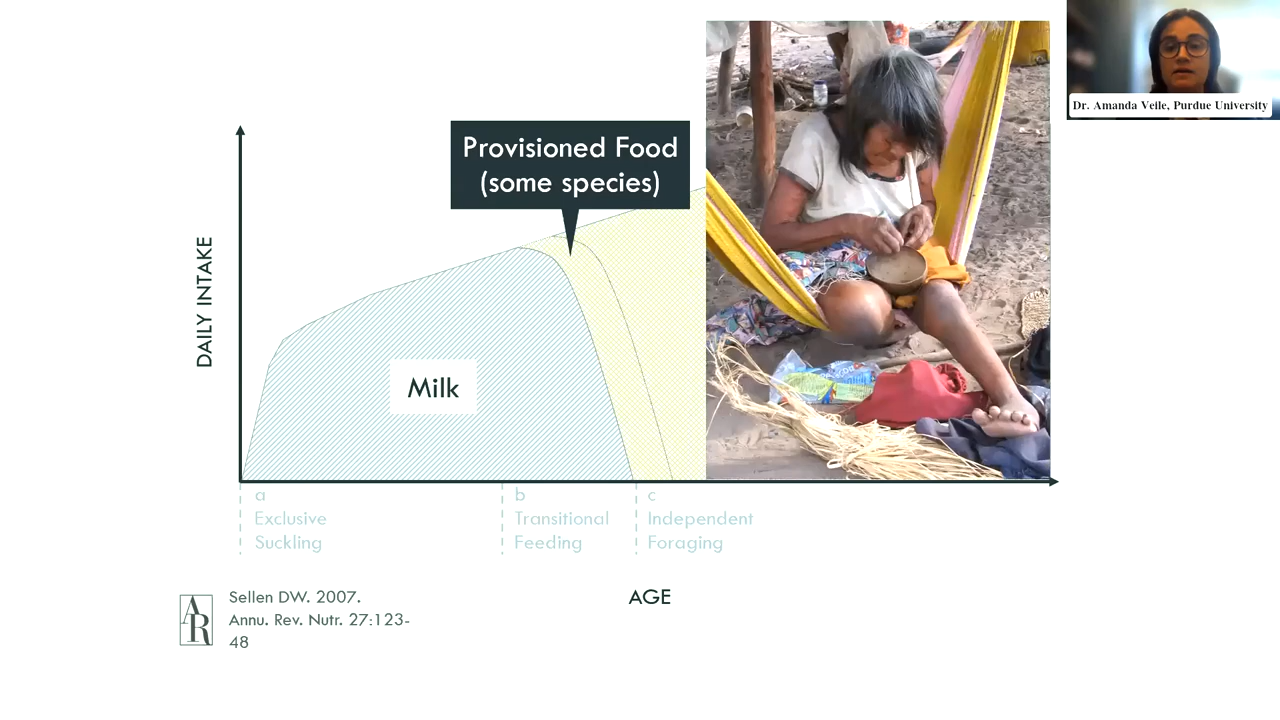 Dr. Amanda Veile, Purdue University
Provisioned Food
(some species)
DAILY INTAKE
Milk
a
Exclusive
Suckling
b
Transitional
Feeding
c
Independent
Foraging
AGE
AR
Sellen DW. 2007.
Annu. Rev. Nutr. 27:123-
48